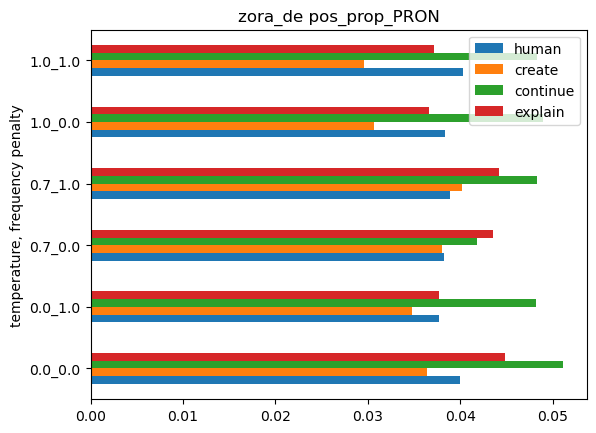 zora_de pos_prop_PRON
human
create
continue
explain
temperature, frequency penalty
1.0_1.0
1.0_0.0
0.7_1.0
0.7_0.0
0.0_1.0
0.0_0.0
0.00 0.01 0.02 0.03 0.04 0.05